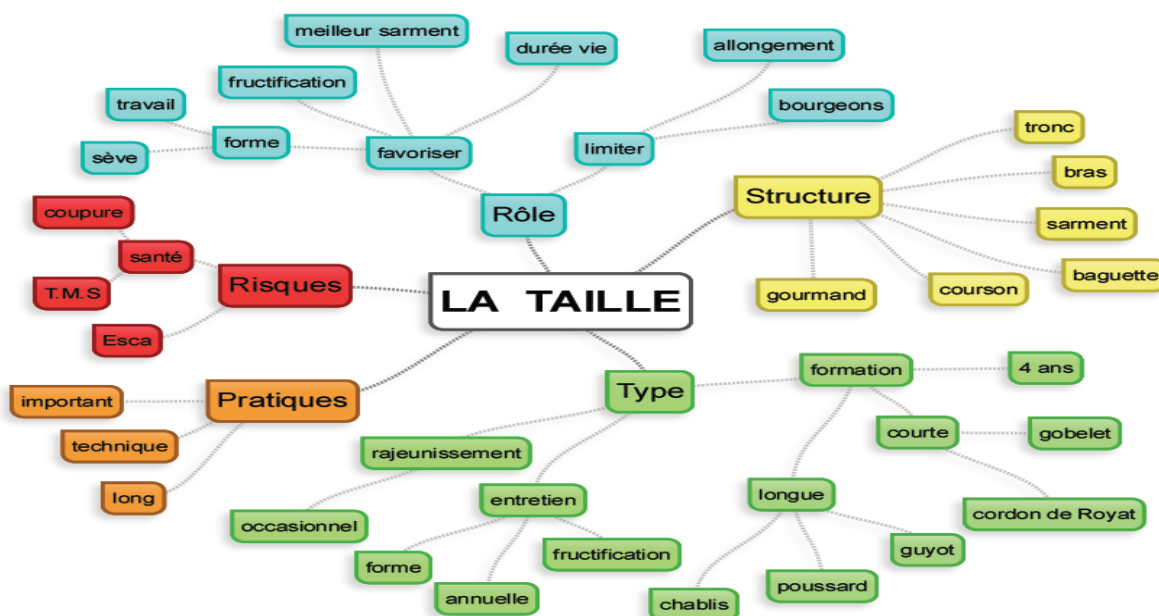 meilleur sarment
durée vie
allongement
fructification
travail
bourgeons
forme
favoriser
limiter
sève
tronc
bras
sarment
baguette
courson
gourmand
Structure
Rôle
coupure
santé
T.M.S
Risques
Esca
LA TAILLE
important
Pratiques
technique
long
Type
formation
4 ans
courte
gobelet
cordon de Royat
longue
guyot
poussard
chablis
rajeunissement
occasionnel
entretien
forme
annuelle
fructification